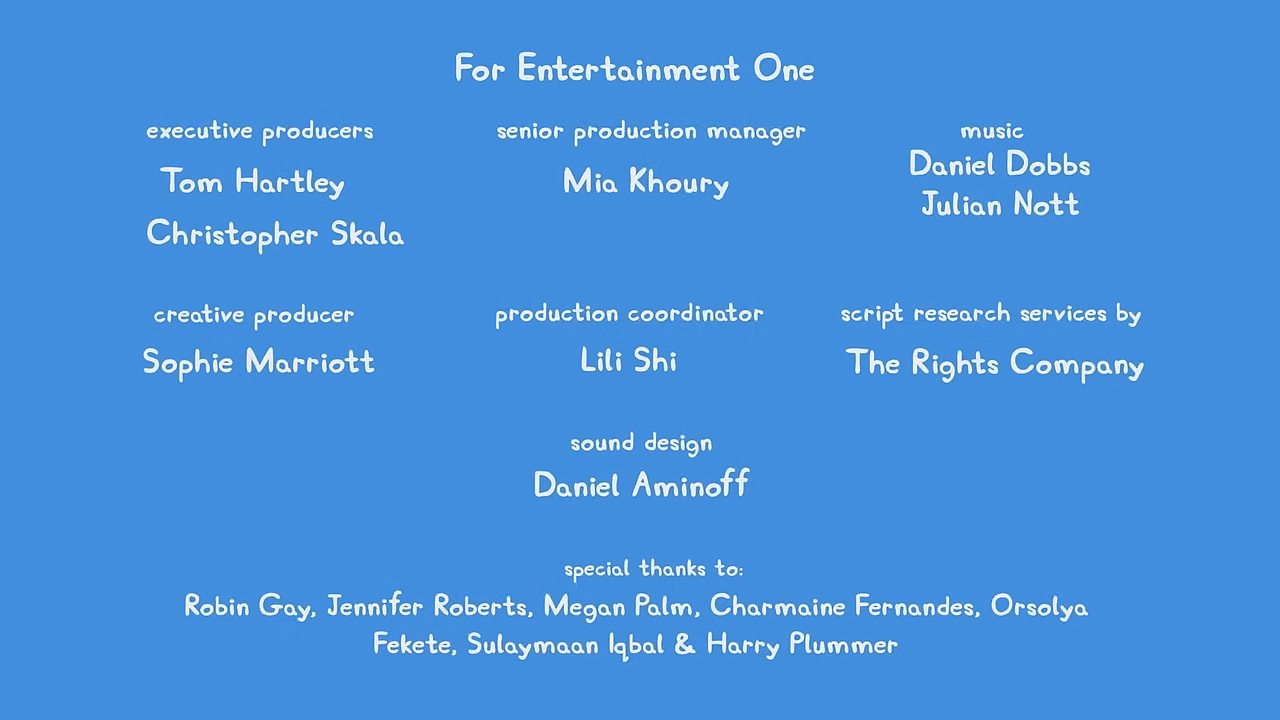 For Entertainment One
executive producers
Tom Hartley
Christopher Skala
senior production manager
Mia Khoury
music
Daniel Dobbs
Julian Nott
creative producer
Sophie Marriott
production coordinator
Lili Shi
script research services by
The Rights Company
sound design
Daniel Aminoff
special thanks to:
Robin Gay, Jennifer Roberts, Megan Palm, Charmaine Fernandes, Orsolya
Fekete, Sulaymaan Iqbal & Harry Plummer